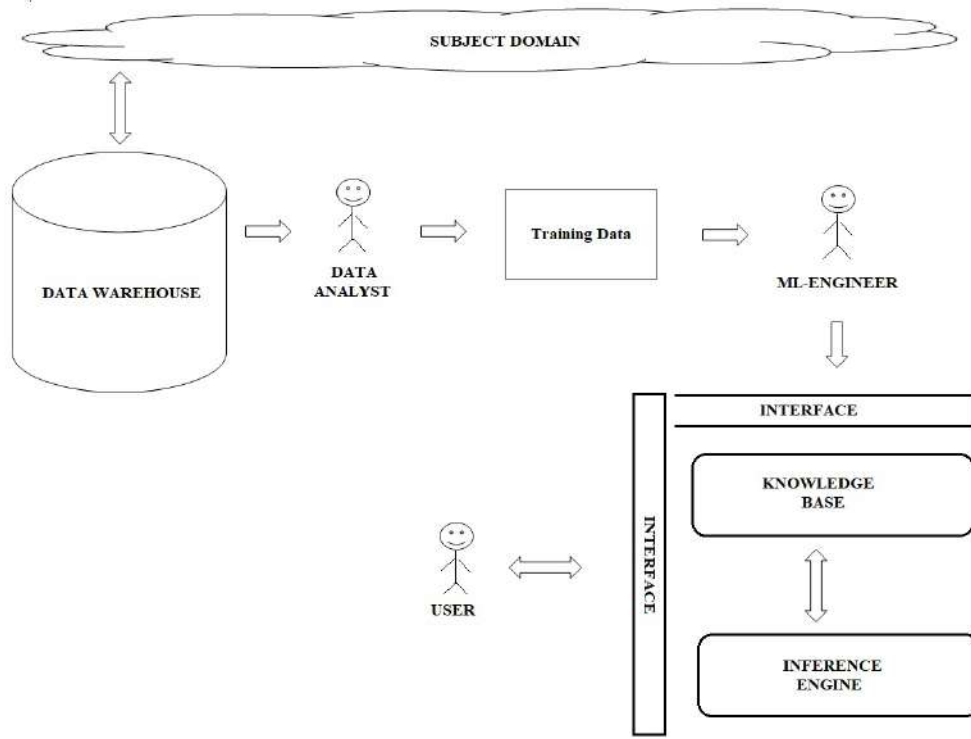 SUBJECT DOMAIN
DATA WAREHOUSE
DATA
ANALYST
Training Data
ML-ENGINEER
INTERFACE
KNOWLEDGE
BASE
INTERFACE
USER
INFERENCE
ENGINE